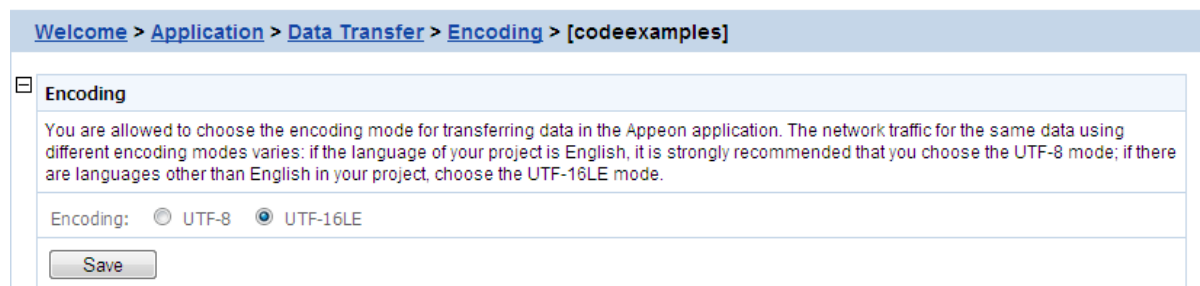 Welcome > Application > Data Transfer > Encoding > [codeexamples]
Encoding
You are allowed to choose the encoding mode for transferring data in the Appeon application. The network traffic for the same data using
different encoding modes varies: if the language of your project is English, it is strongly recommended that you choose the UTF-8 mode; if there
are languages other than English in your project, choose the UTF-16LE mode.
Encoding: UTF-8 UTF-16LE
Save